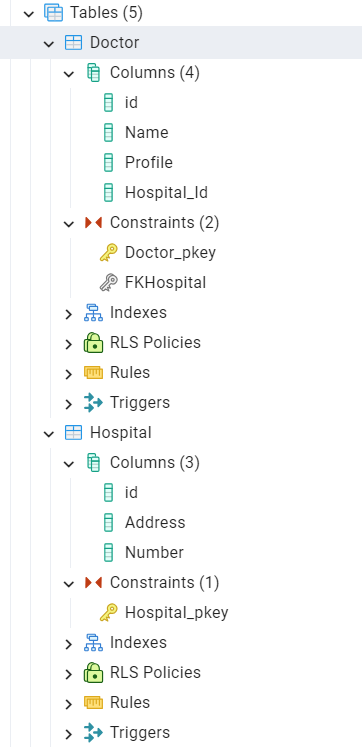 Tables (5)
Doctor
Columns (4)
id
Name
Profile
Hospital_Id
Constraints (2)
Doctor_pkey
FKHospital
Indexes
RLS Policies
Rules
Triggers
Hospital
Columns (3)
id
Address
Number
Constraints (1)
Hospital_pkey
Indexes
RLS Policies
Rules
Triggers